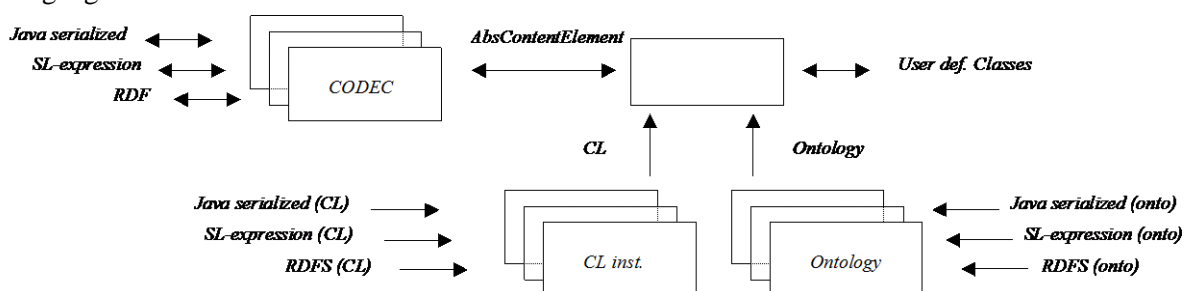 Java serialized
AbsContentElement
SL-expression
User def. Classes
CODEC
RDF
CL
Ontology
Java serialized (CL)
Java serialized (onto)
SL-expression (CL)
SL-expression (onto)
RDFS (CL)
CL inst.
Ontology
RDFS (onto)